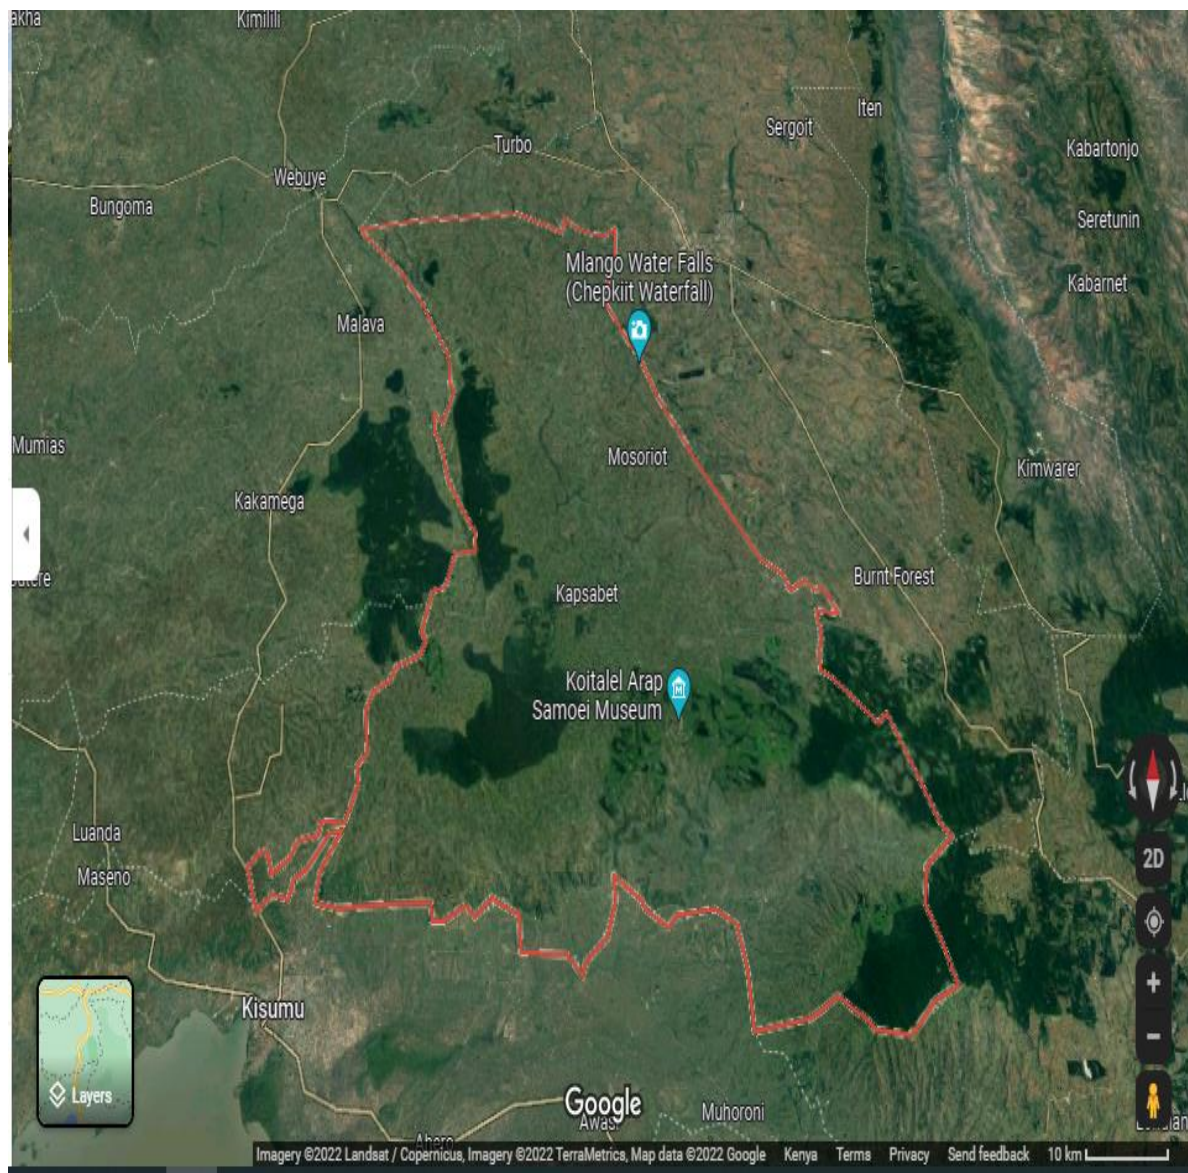 Kimilili
Iten
Sergoit
Turbo
Kabartonjo
Webuye
Bungoma
Seretunin
Mlango Water Falls
(Chepkiit Waterfall)
Kabarnet
Malava
Mumias
Mosoriot
Kimwarer
Kakamega
Burnt Forest
Kapsabet
Koitalel Arap
Samoei Museum
M
Luanda
Maseno
2D
Kisumu
Layers
Google
Muhoroni
Imagery ©2022 Landsat / Copernicus, Imagery ©2022 TerraMetrics, Map data ©2022 Google Kenya Terms Privacy Send feedback 10 km